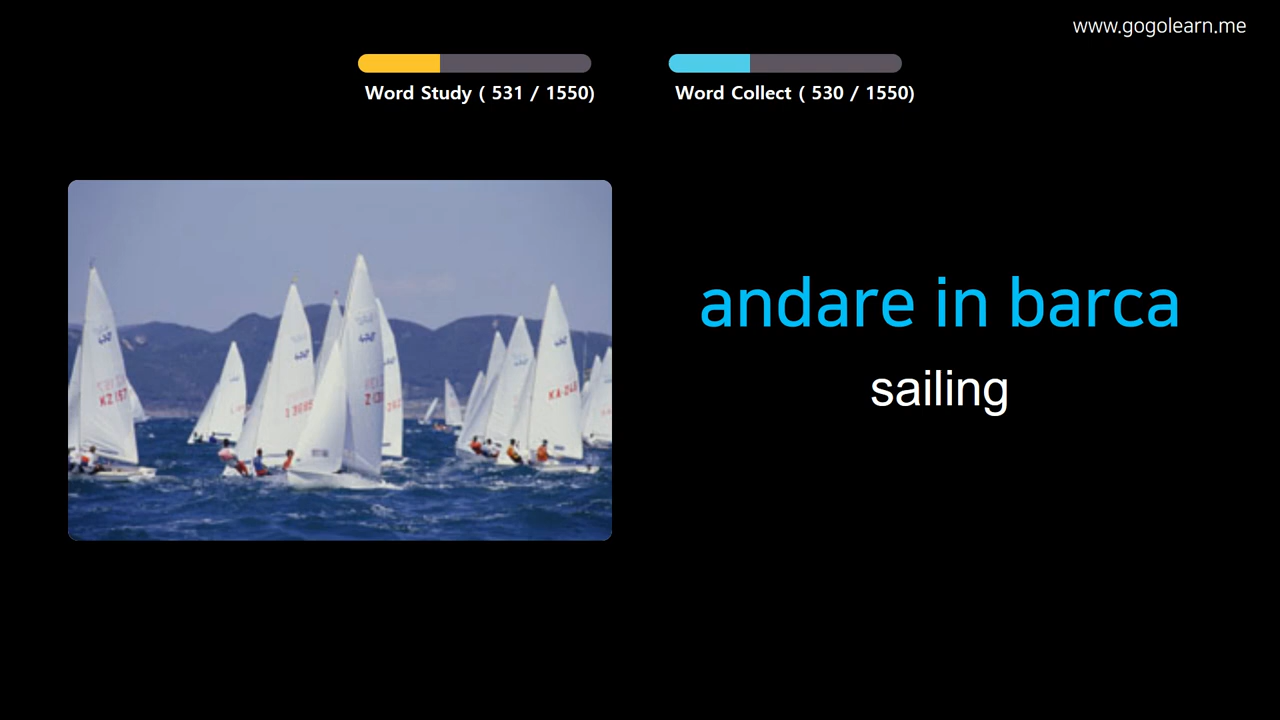 www.gogolearn.me
Word Study ( 531 / 1550)
Word Collect ( 530 / 1550)
andare in barca
sailing